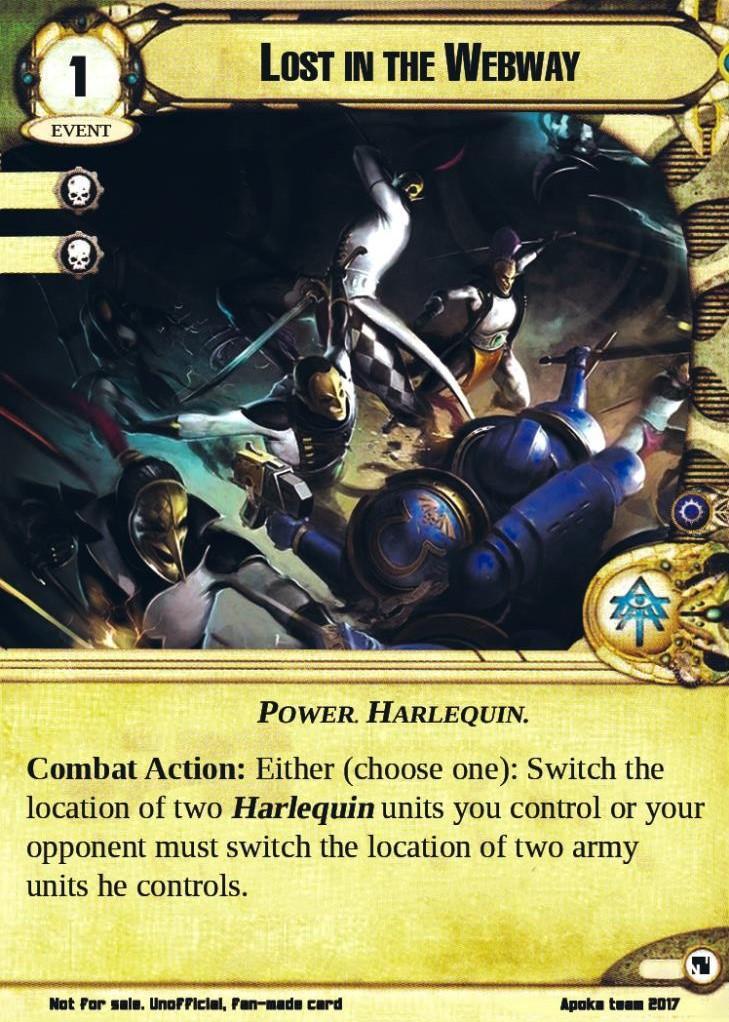 1
LOST IN THE WEBWAY
EVENT
POWER. HARLEQUIN.
Combat Action: Either (choose one): Switch the
location of two Harlequin units you control or your
opponent must switch the location of two army
units he controls.
Not for sale. Unofficial, fan-made card
Apoka team 2017